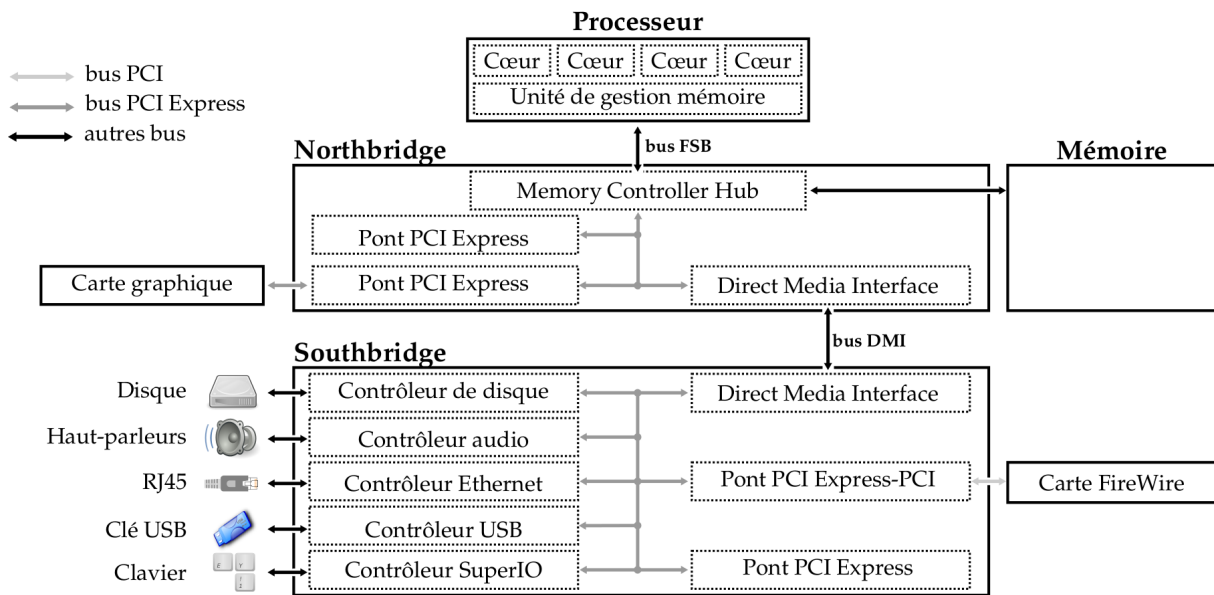 Processeur
Cœur Cœur Cœur Cœur
Unité de gestion mémoire
bus PCI
bus PCI Express
autres bus
bus FSB
Northbridge
Mémoire
Memory Controller Hub
Pont PCI Express
Carte graphique
Pont PCI Express
Direct Media Interface
bus DMI
Southbridge
Disque
Contrôleur de disque
Direct Media Interface
Haut-parleurs
Contrôleur audio
RJ45
Contrôleur Ethernet
Pont PCI Express-PCI
Carte FireWire
Clé USB
Contrôleur USB
E Y
Clavier
Contrôleur SuperIO
Pont PCI Express